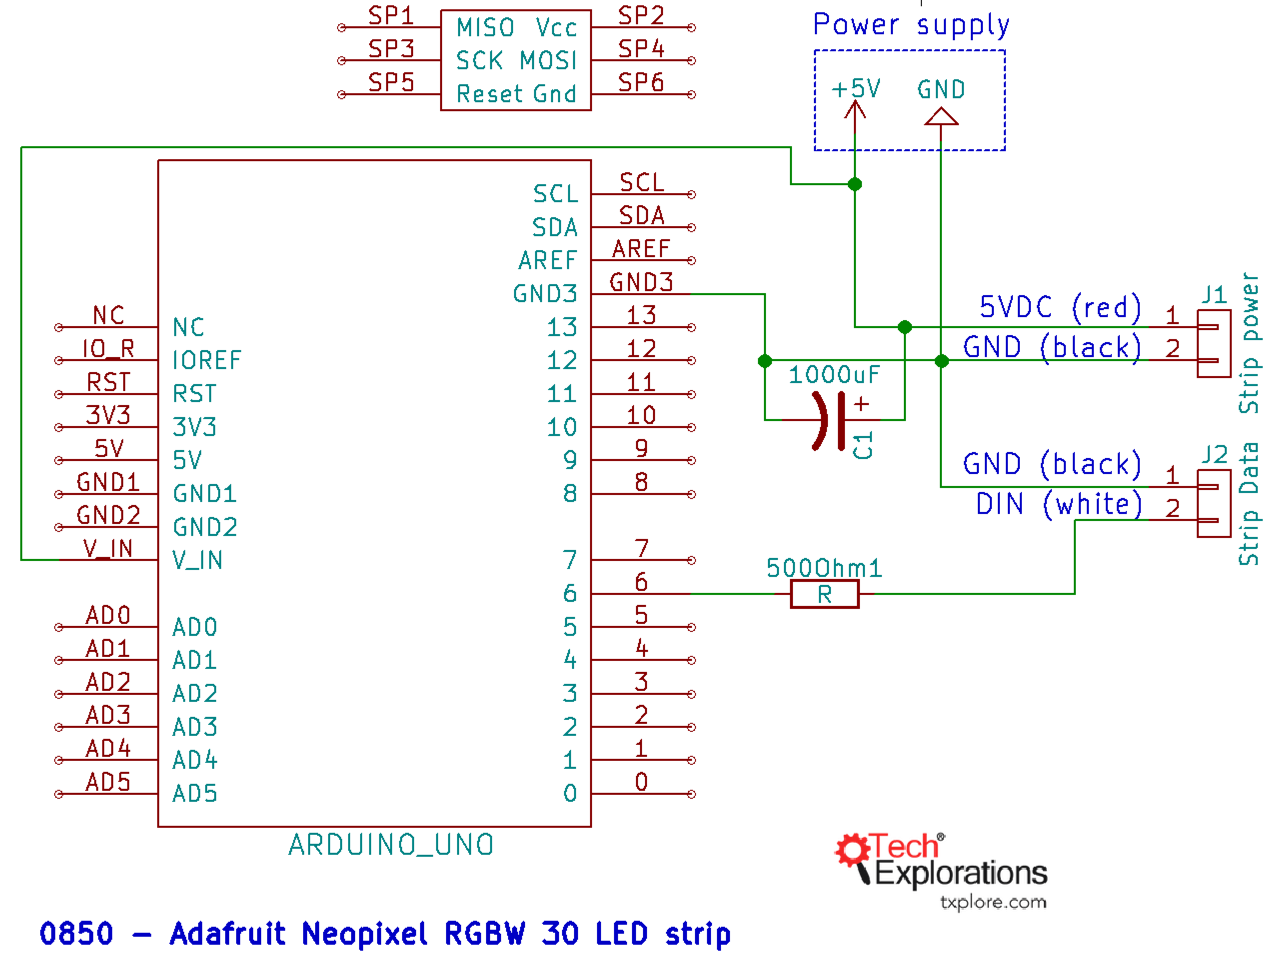 SP1 MISO Vcc SP2
SP3 SCK MOSI SP4
SP5 Reset Gnd SP6
Power supply
+5V GND
SCL SCL
SDA SDA
AREF AREF
GND3 GND3
NC NC 13 13
IO_R IOREF 12 12
RST RST 11 11
3V3 3V3 10 10
5V 5V 9 9
GND1 GND1 8 8
GND2 GND2
V_IN V_IN 7 7
6 6
AD0 AD0 5 5
AD1 AD1 4 4
AD2 AD2 3 3
AD3 AD3 2 2
AD4 AD4 1 1
AD5 AD5 0 0
ARDUINO_UNO
5VDC (red) 1
GND (black) 2
J1
Strip power
1000uF
+
C1
GND (black) 1
DIN (white) 2
J2
Strip Data
500Ohm1
R
Tech®
Explorations
txplore.com
0850 - Adafruit Neopixel RGBW 30 LED strip